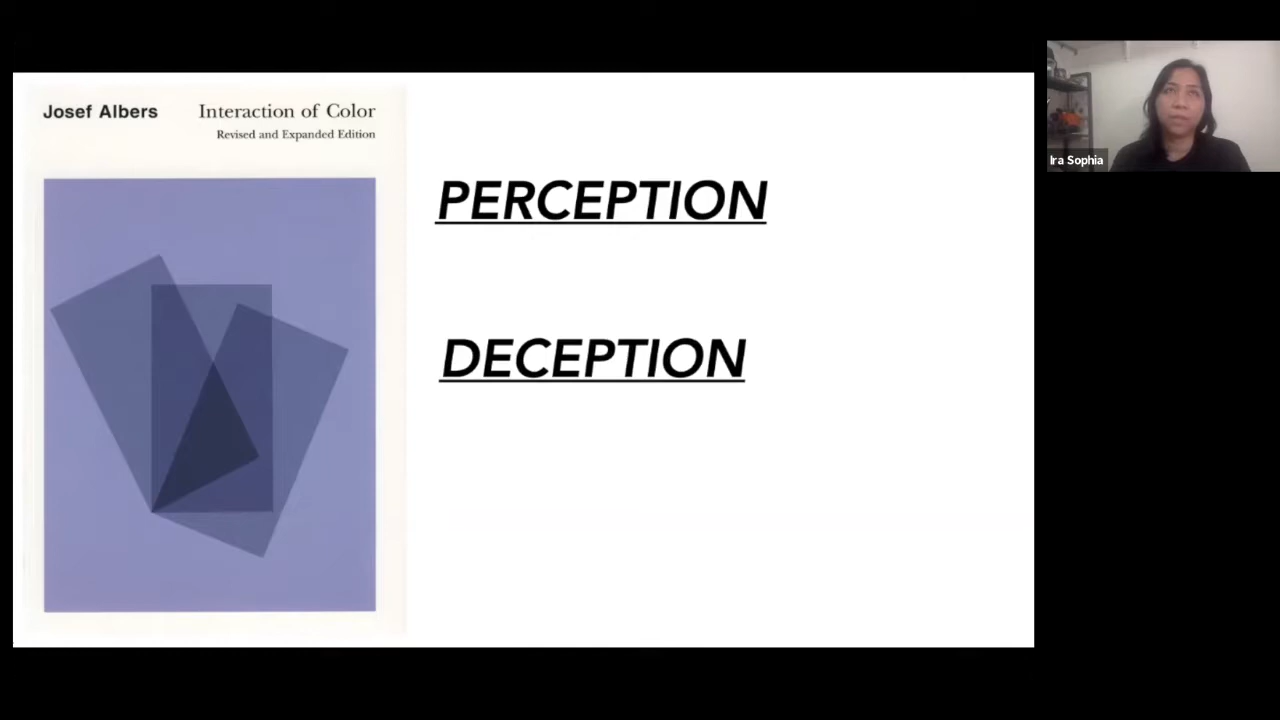 Josef Albers
Interaction of Color
Revised and Expanded Edition
PERCEPTION
DECEPTION
Ira Sophia